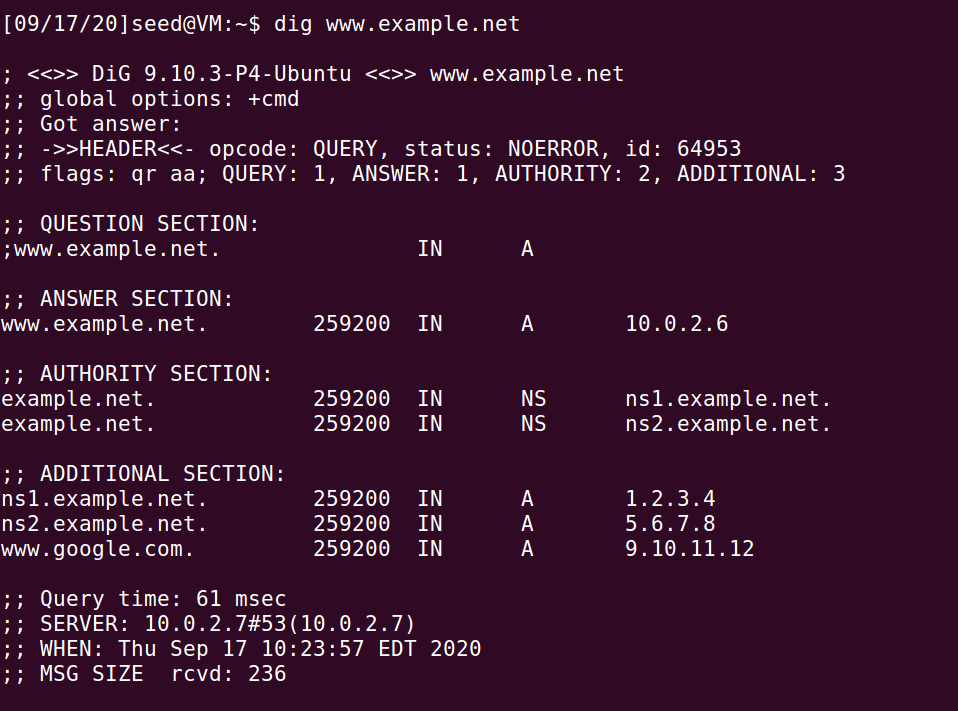 [09/17/20]seed@VM:~$ dig www.example.net
; <<>> DiG 9.10.3-P4-Ubuntu <<>> www.example.net
;; global options: +cmd
;; Got answer:
;; ->>HEADER<<- opcode: QUERY, status: NOERROR, id: 64953
;; flags: qr aa; QUERY: 1, ANSWER: 1, AUTHORITY: 2, ADDITIONAL: 3
;; QUESTION SECTION:
;www.example.net. IN A
;; ANSWER SECTION:
www.example.net. 259200 IN A 10.0.2.6
;; AUTHORITY SECTION:
example.net. 259200 IN NS ns1.example.net.
example.net. 259200 IN NS ns2.example.net.
;; ADDITIONAL SECTION:
ns1.example.net. 259200 IN A 1.2.3.4
ns2.example.net. 259200 IN A 5.6.7.8
www.google.com. 259200 IN A 9.10.11.12
;; Query time: 61 msec
;; SERVER: 10.0.2.7#53(10.0.2.7)
;; WHEN: Thu Sep 17 10:23:57 EDT 2020
;; MSG SIZE  rcvd: 236